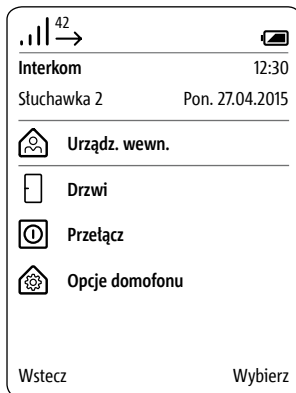 42
Interkom 12:30
Słuchawka 2 Pon. 27.04.2015
Urządz. wewn.
Drzwi
Przełącz
Opcje domofonu
Wstecz Wybierz